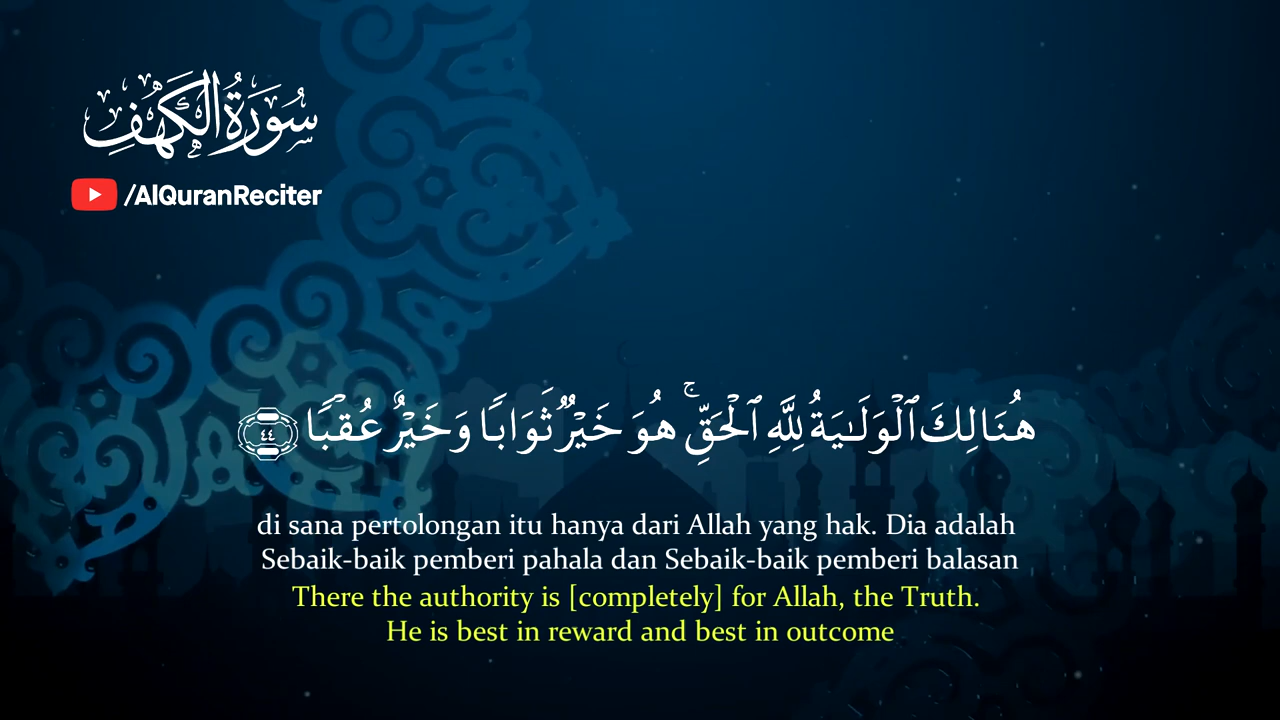 سُورَةُ الْكَهْفِ
/AlQuranReciter
هُنَالِكَ ٱلْوَلَـٰيَةُ لِلَّهِ ٱلْحَقِّ ۚ هُوَ خَيْرٌ ثَوَابًا وَخَيْرٌ عُقْبًا ٤٤
di sana pertolongan itu hanya dari Allah yang hak. Dia adalah
Sebaik-baik pemberi pahala dan Sebaik-baik pemberi balasan
There the authority is [completely] for Allah, the Truth.
He is best in reward and best in outcome